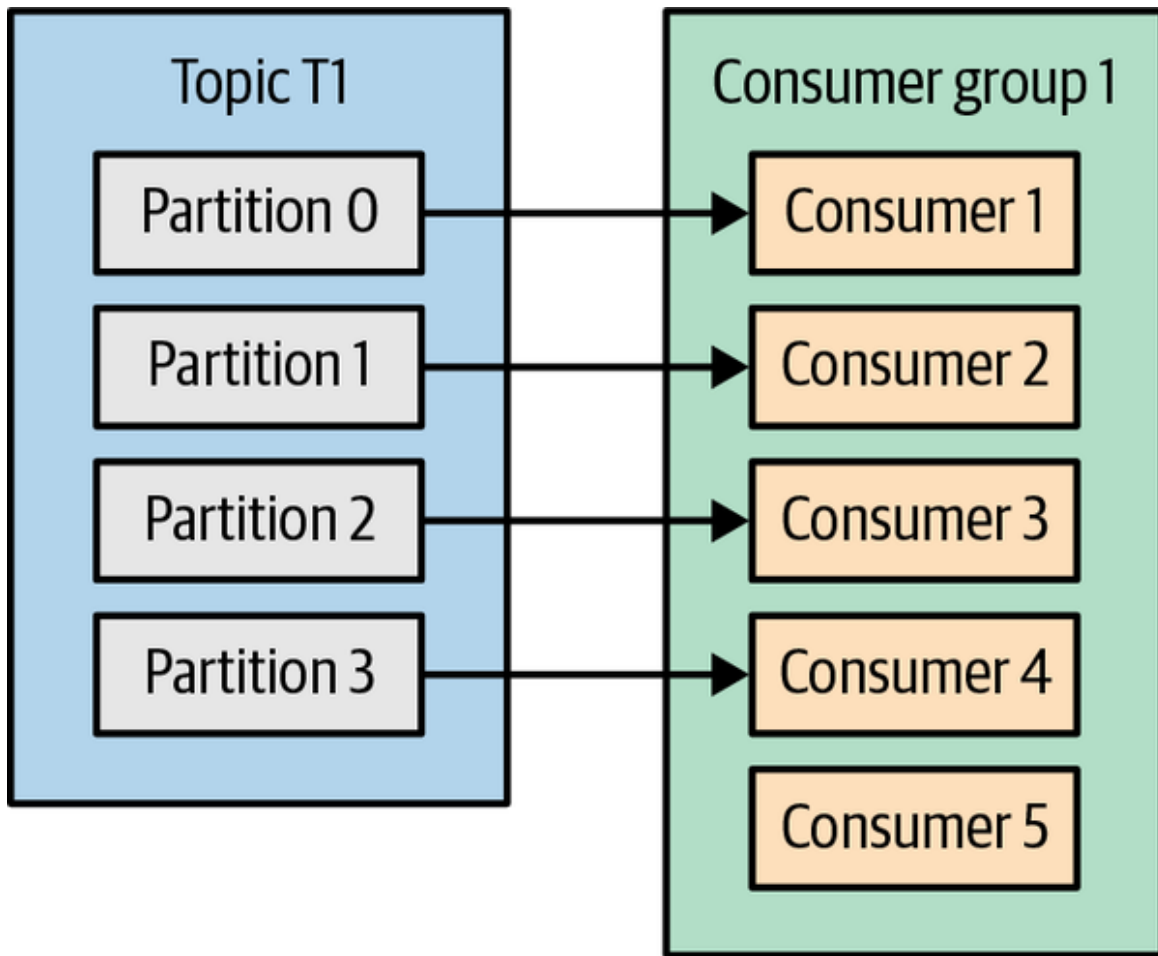 Topic T1
Partition 0
Partition 1
Partition 2
Partition 3
Consumer group 1
Consumer 1
Consumer 2
Consumer 3
Consumer 4
Consumer 5